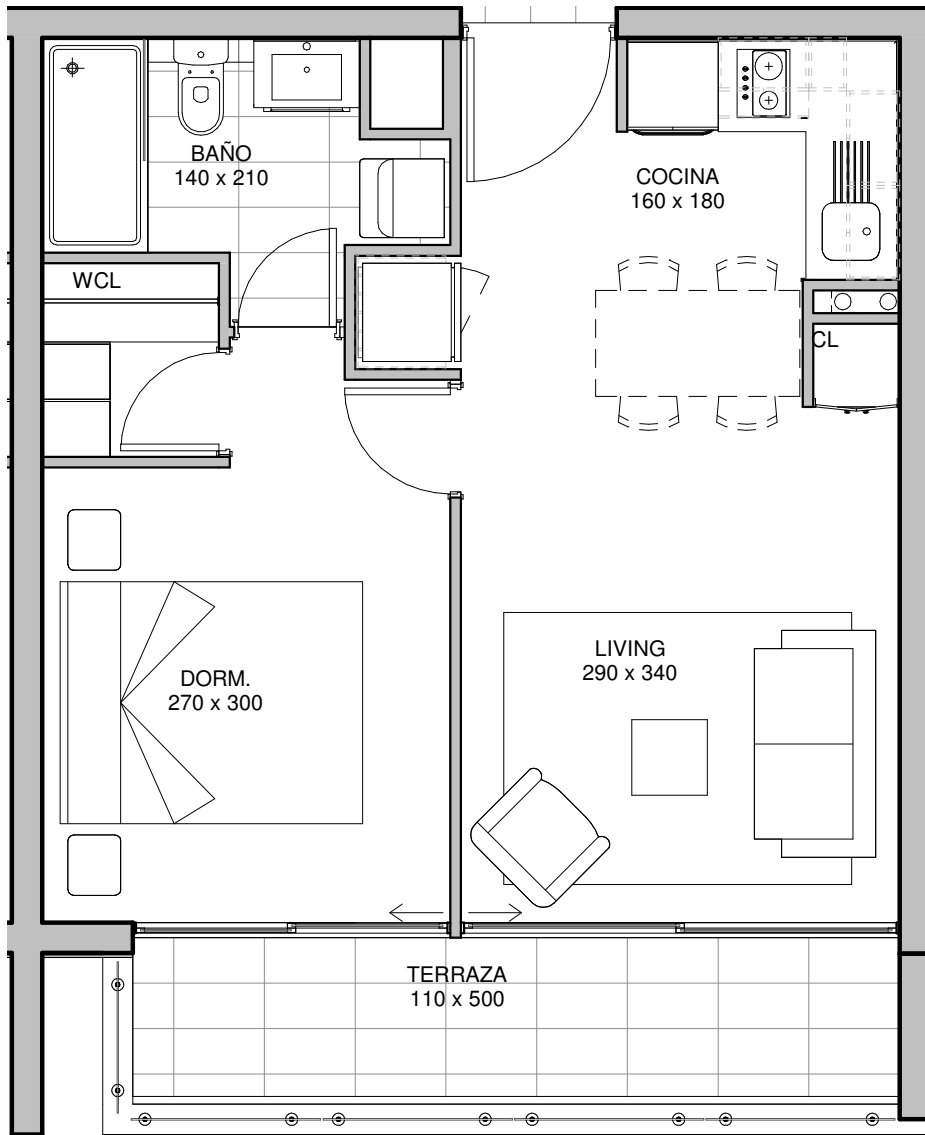 BAÑO
140 x 210
COCINA
160 x 180
WCL
CL
LIVING
290 x 340
DORM.
270 x 300
TERRAZA
110 x 500